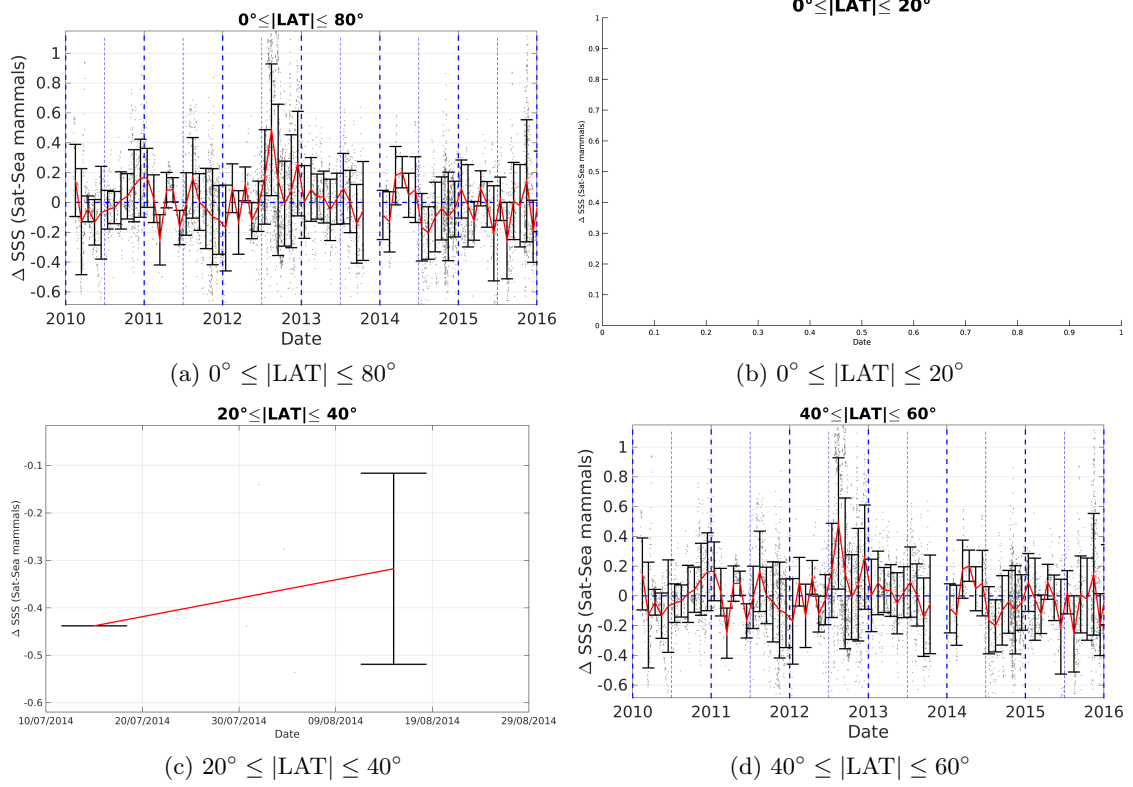 0°≤|LAT|≤ 80°
Δ SSS (Sat-Sea mammals)
1
0.8
0.6
0.4
0.2
0
-0.2
-0.4
-0.6
2010 2011 2012 2013 2014 2015 2016
Date
(a) 0° ≤ |LAT| ≤ 80°
0°≤|LAT|≤ 20°
Δ SSS (Sat-Sea mammals)
1
0.9
0.8
0.7
0.6
0.5
0.4
0.3
0.2
0.1
0
0 0.1 0.2 0.3 0.4 0.5 0.6 0.7 0.8 0.9 1
Date
(b) 0° ≤ |LAT| ≤ 20°
20°≤|LAT|≤ 40°
Δ SSS (Sat-Sea mammals)
-0.1
-0.2
-0.3
-0.4
-0.5
-0.6
10/07/2014 20/07/2014 30/07/2014 09/08/2014 19/08/2014 29/08/2014
Date
(c) 20° ≤ |LAT| ≤ 40°
40°≤|LAT|≤ 60°
Δ SSS (Sat-Sea mammals)
1
0.8
0.6
0.4
0.2
0
-0.2
-0.4
-0.6
2010 2011 2012 2013 2014 2015 2016
Date
(d) 40° ≤ |LAT| ≤ 60°